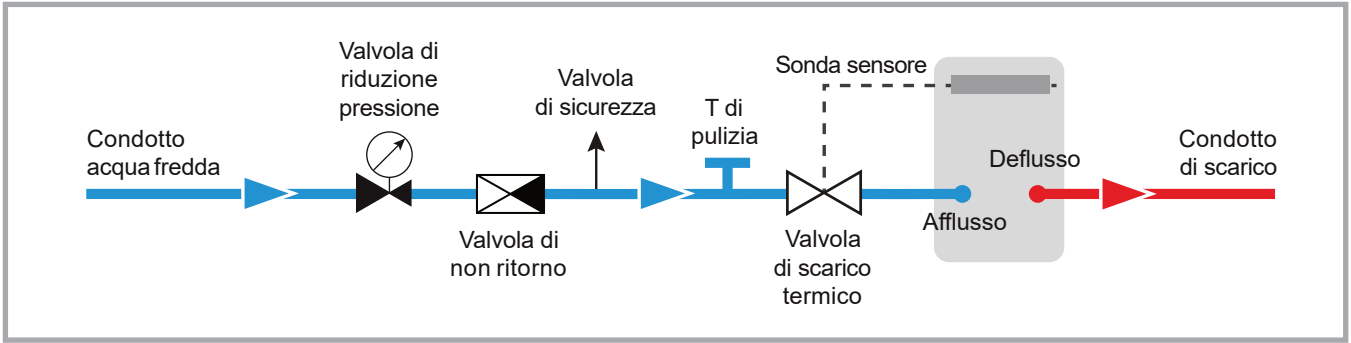 Condotto
acqua fredda
Valvola di
riduzione
pressione
Valvola di
non ritorno
Valvola
di sicurezza
T di
pulizia
Sonda sensore
Valvola
di scarico
termico
Afflusso
Deflusso
Condotto
di scarico